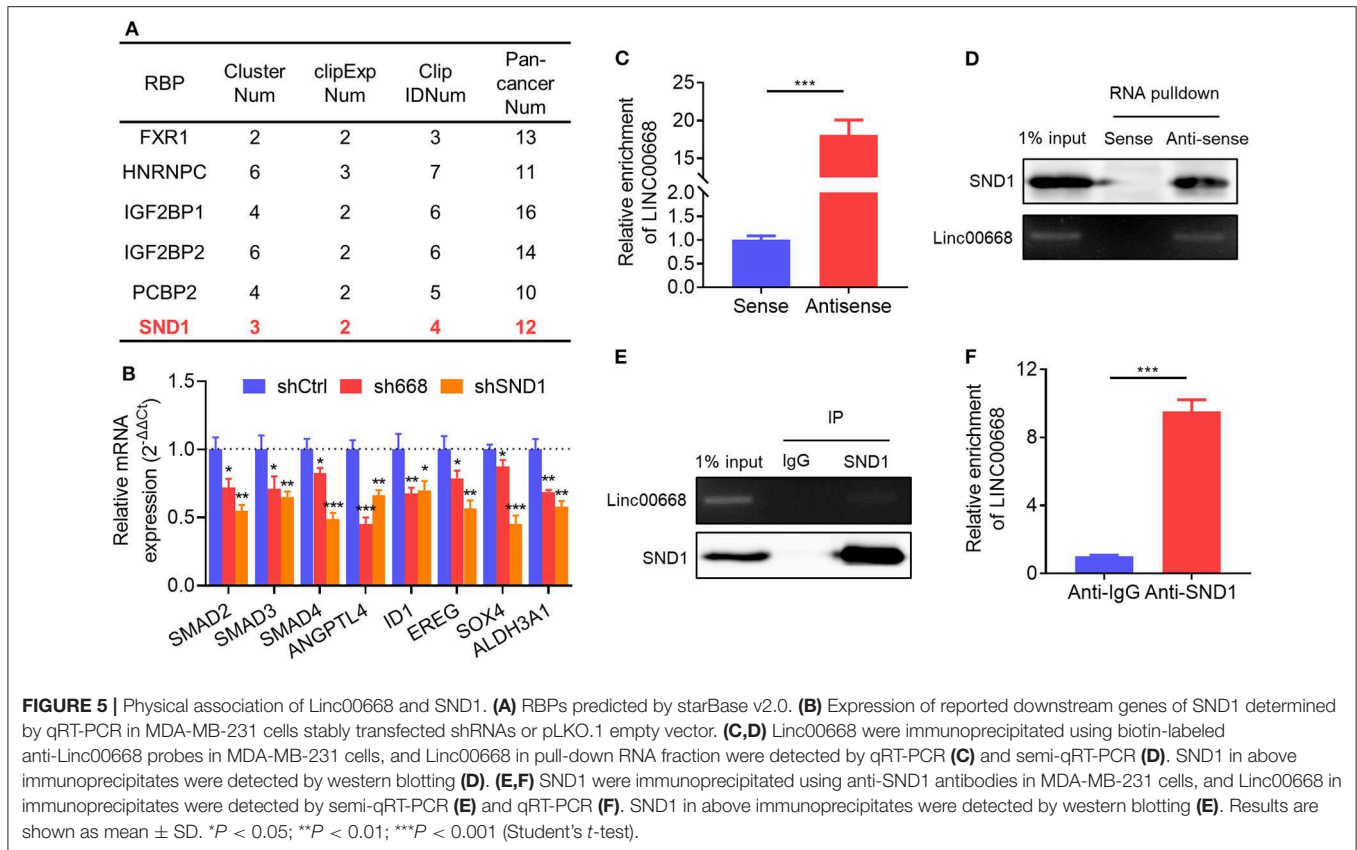 A
RBP Cluster Num clipExp Num Clip IDNum Pan-cancer Num
FXR1 2 2 3 13
HNRNPC 6 3 7 11
IGF2BP1 4 2 6 16
IGF2BP2 6 2 6 14
PCBP2 4 2 5 10
SND1 3 2 4 12
B
shCtrl sh668 shSND1
Relative mRNA
expression (2-ΔΔCt)
1.5
1.0
0.5
0.0
* ** * ** * *** *** ** ** * * ** * *** ** **
SMAD2 SMAD3 SMAD4 ANGPTL4 ID1 EREG SOX4 ALDH3A1
C
Relative enrichment
of LINC00668
25
20
15
2.0
1.5
1.0
0.5
0.0
***
Sense Antisense
D
RNA pulldown
1% input Sense Anti-sense
SND1
Linc00668
E
IP
1% input IgG SND1
Linc00668
SND1
F
Relative enrichment
of LINC00668
12
9
6
3
0
***
Anti-IgG Anti-SND1
FIGURE 5 | Physical association of Linc00668 and SND1. (A) RBPs predicted by starBase v2.0. (B) Expression of reported downstream genes of SND1 determined
by qRT-PCR in MDA-MB-231 cells stably transfected shRNAs or pLKO.1 empty vector. (C,D) Linc00668 were immunoprecipitated using biotin-labeled
anti-Linc00668 probes in MDA-MB-231 cells, and Linc00668 in pull-down RNA fraction were detected by qRT-PCR (C) and semi-qRT-PCR (D). SND1 in above
immunoprecipitates were detected by western blotting (D). (E,F) SND1 were immunoprecipitated using anti-SND1 antibodies in MDA-MB-231 cells, and Linc00668 in
immunoprecipitates were detected by semi-qRT-PCR (E) and qRT-PCR (F). SND1 in above immunoprecipitates were detected by western blotting (E). Results are
shown as mean ± SD. *P < 0.05; **P < 0.01; ***P < 0.001 (Student's t-test).